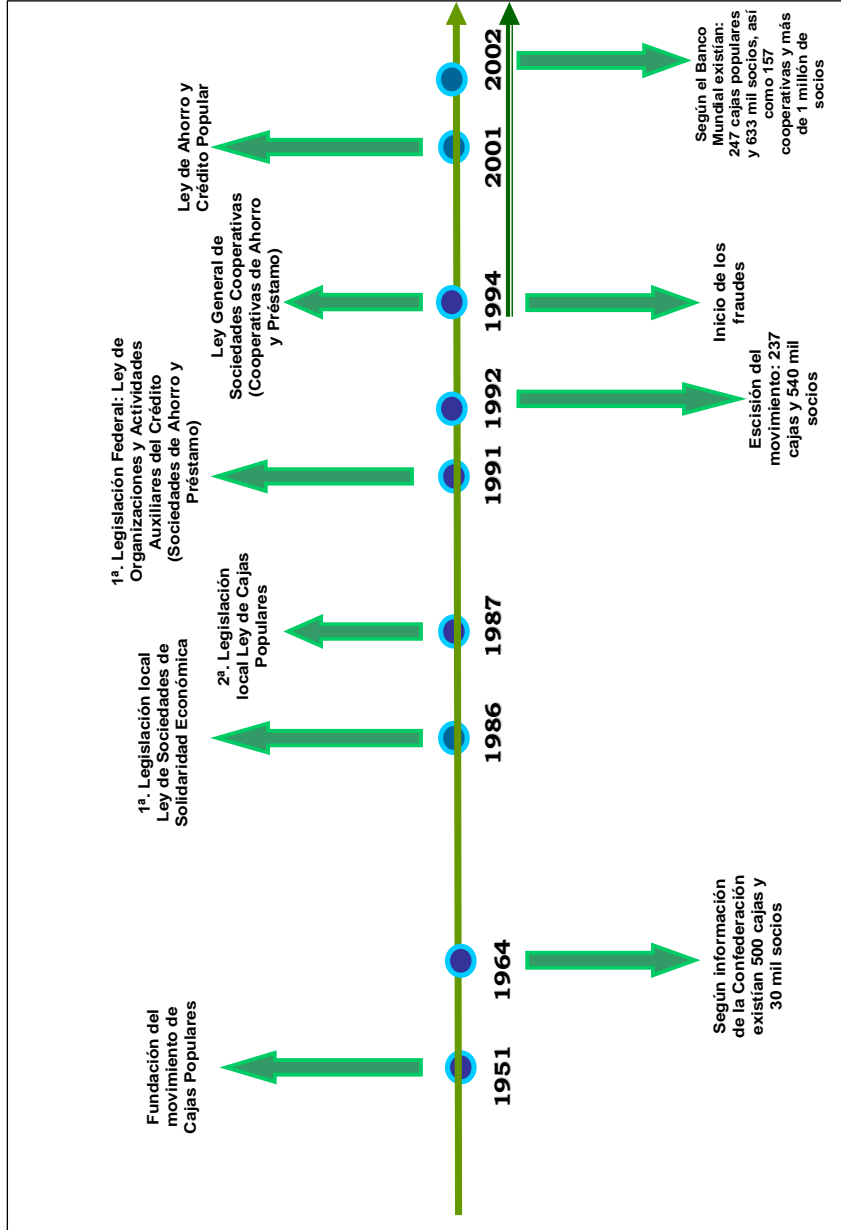 Fundación del
movimiento de
Cajas Populares
1ª. Legislación local
Ley de Sociedades de
Solidaridad Económica
2ª. Legislación
local Ley de Cajas
Populares
1ª. Legislación Federal: Ley de
Organizaciones y Actividades
Auxiliares del Crédito
(Sociedades de Ahorro y
Préstamo)
Ley General de
Sociedades Cooperativas
(Cooperativas de Ahorro
y Préstamo)
Ley de Ahorro y
Crédito Popular
1951
1964
1986
1987
1991
1992
1994
2001
2002
Según información
de la Confederación
existían 500 cajas y
30 mil socios
Escisión del
movimiento: 237
cajas y 540 mil
socios
Inicio de los
fraudes
Según el Banco
Mundial existían:
247 cajas populares
y 633 mil socios, así
como 157
cooperativas y más
de 1 millón de
socios